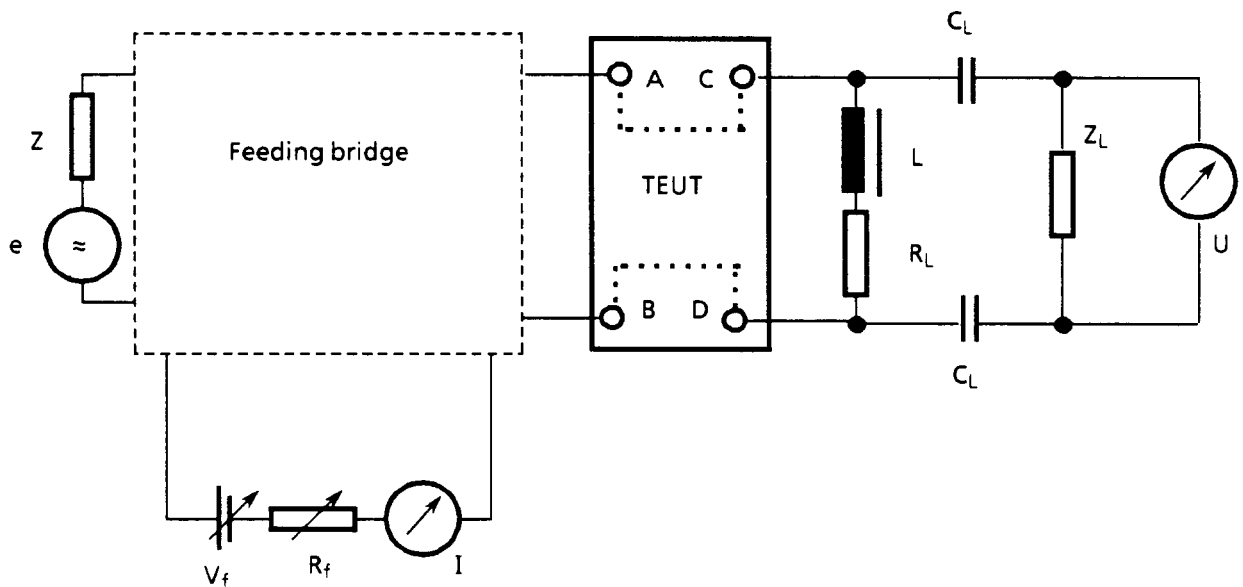 C_L
A C
Z
Feeding bridge
Z_L
L
TEUT
e
≈
R_L
U
B D
C_L
V_f R_f I